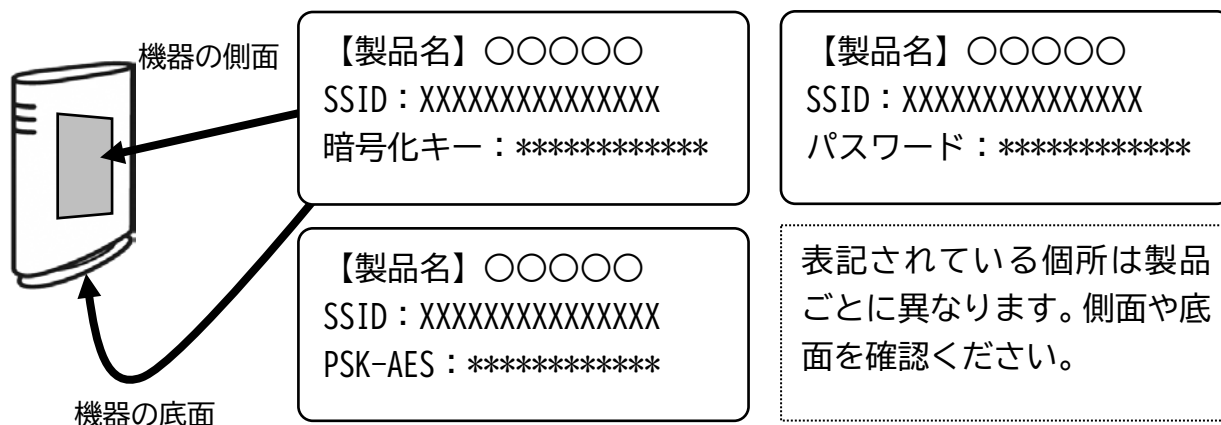 機器の側面
【製品名】○○○○○
SSID：XXXXXXXXXXXXXXX
暗号化キー：************
【製品名】○○○○○
SSID：XXXXXXXXXXXXXXX
パスワード：************
【製品名】○○○○○
SSID：XXXXXXXXXXXXXXX
PSK-AES：************
表記されている個所は製品
ごとに異なります。側面や底
面を確認ください。
機器の底面